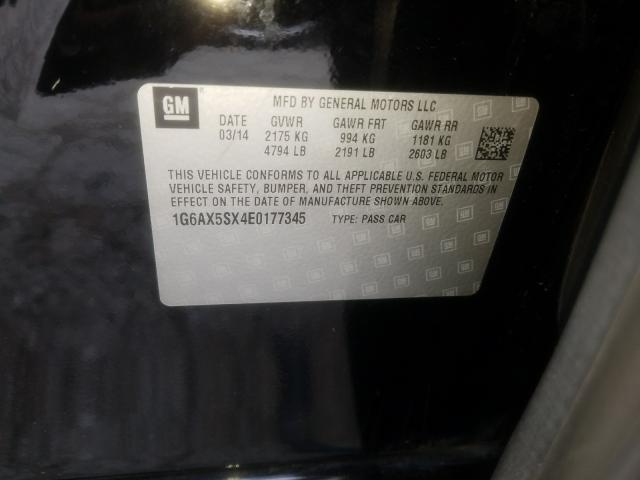 GM MFD BY GENERAL MOTORS LLC
DATE GVWR GAWR FRT GAWR RR
03/14 2175 KG 994 KG 1181 KG
4794 LB 2191 LB 2603 LB
THIS VEHICLE CONFORMS TO ALL APPLICABLE U.S. FEDERAL MOTOR
VEHICLE SAFETY, BUMPER, AND THEFT PREVENTION STANDARDS IN
EFFECT ON THE DATE OF MANUFACTURE SHOWN ABOVE.
1G6AX5SX4E0177345 TYPE: PASS CAR